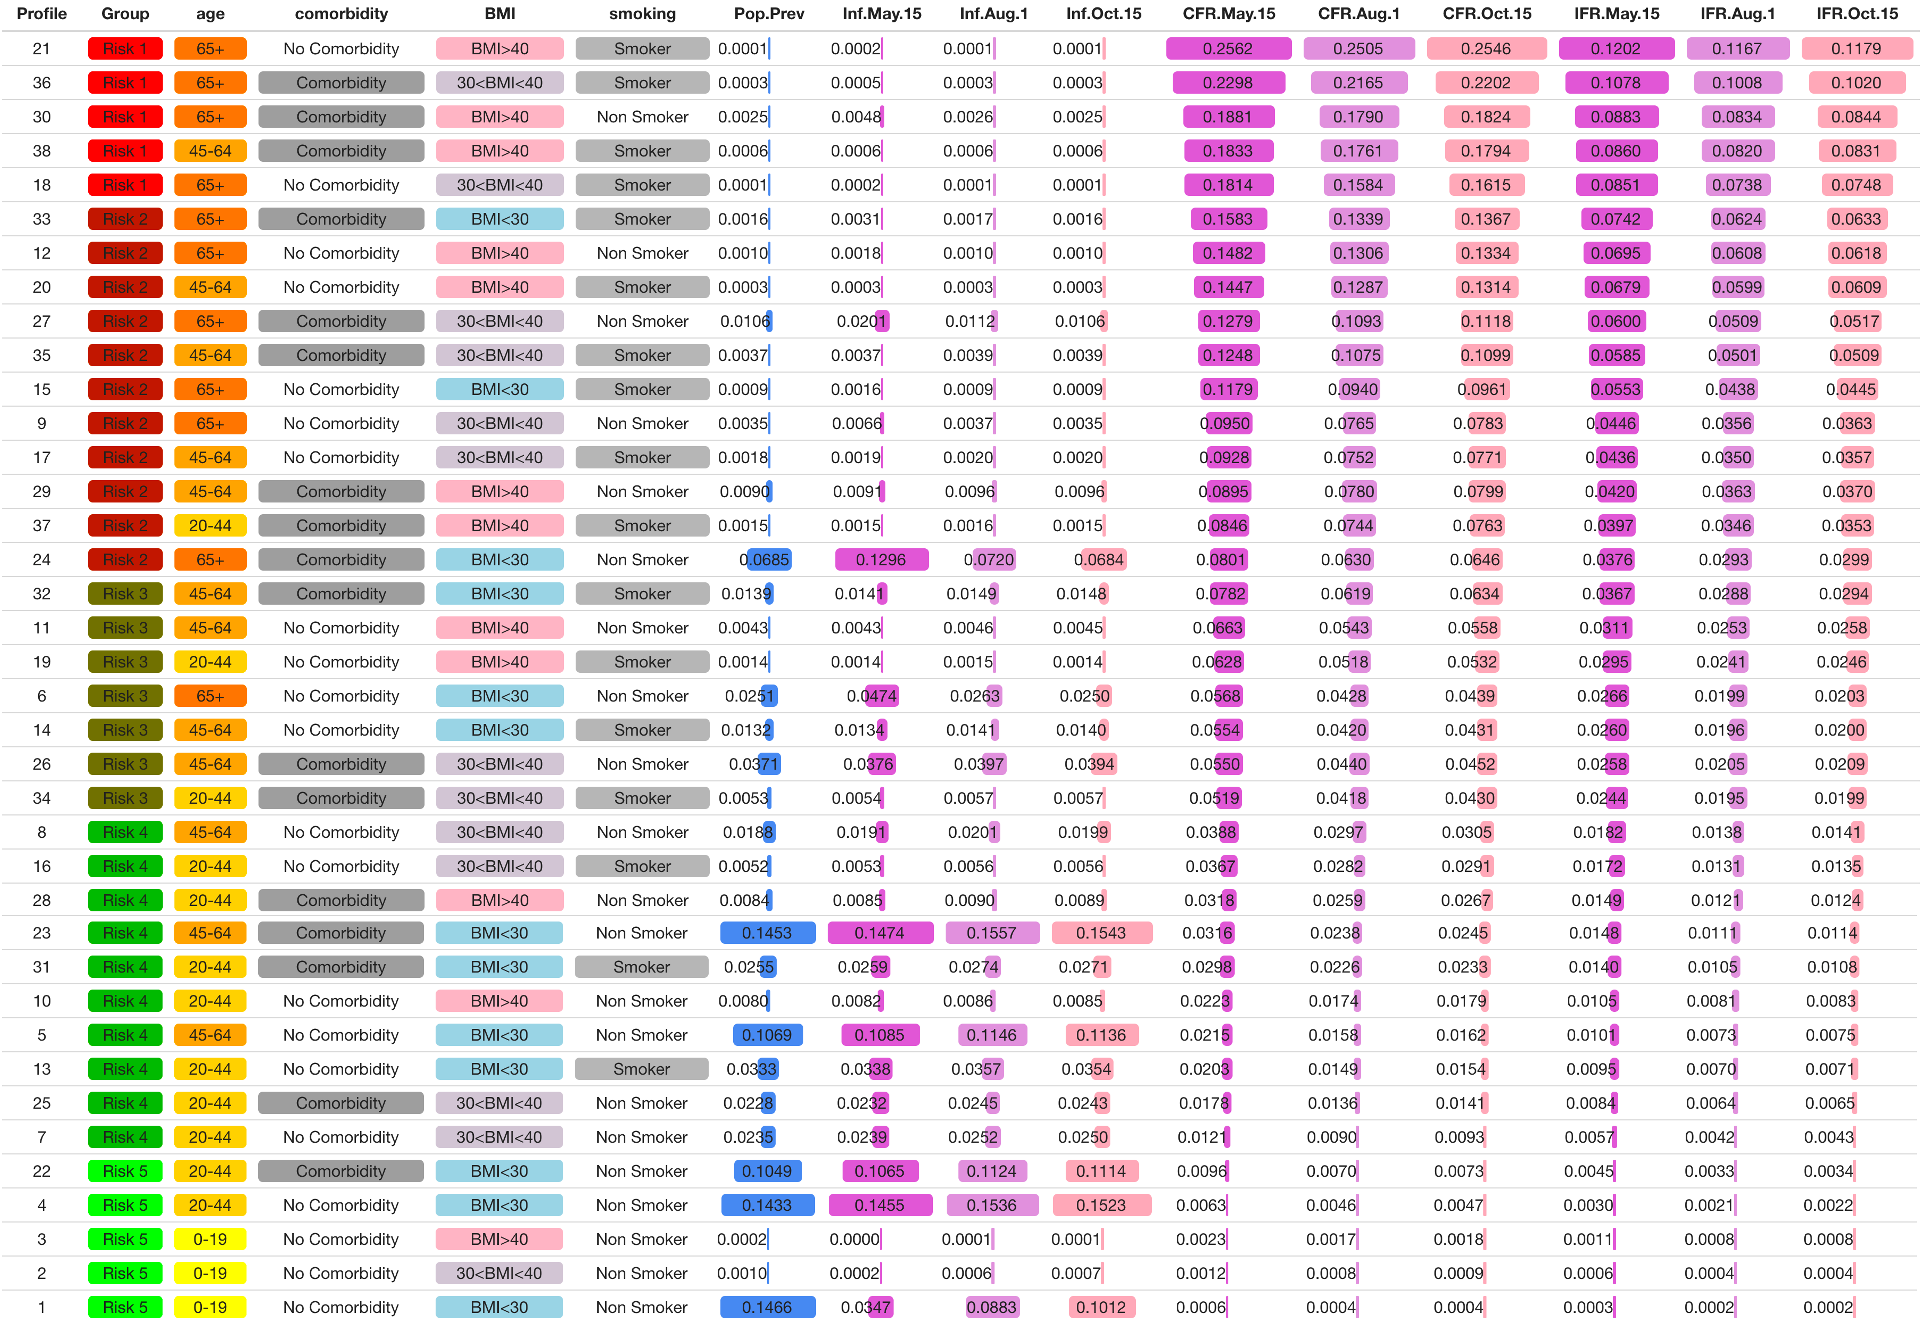 Profile Group age comorbidity BMI smoking Pop.Prev Inf.May.15 Inf.Aug.1 Inf.Oct.15 CFR.May.15 CFR.Aug.1 CFR.Oct.15 IFR.May.15 IFR.Aug.1 IFR.Oct.15
21 Risk 1 65+ No Comorbidity BMI>40 Smoker 0.0001 0.0002 0.0001 0.0001 0.2562 0.2505 0.2546 0.1202 0.1167 0.1179
36 Risk 1 65+ Comorbidity 30<BMI<40 Smoker 0.0003 0.0005 0.0003 0.0003 0.2298 0.2165 0.2202 0.1078 0.1008 0.1020
30 Risk 1 65+ Comorbidity BMI>40 Non Smoker 0.0025 0.0048 0.0026 0.0025 0.1881 0.1790 0.1824 0.0883 0.0834 0.0844
38 Risk 1 45-64 Comorbidity BMI>40 Smoker 0.0006 0.0006 0.0006 0.0006 0.1833 0.1761 0.1794 0.0860 0.0820 0.0831
18 Risk 1 65+ No Comorbidity 30<BMI<40 Smoker 0.0001 0.0002 0.0001 0.0001 0.1814 0.1584 0.1615 0.0851 0.0738 0.0748
33 Risk 2 65+ Comorbidity BMI<30 Smoker 0.0016 0.0031 0.0017 0.0016 0.1583 0.1339 0.1367 0.0742 0.0624 0.0633
12 Risk 2 65+ No Comorbidity BMI>40 Non Smoker 0.0010 0.0018 0.0010 0.0010 0.1482 0.1306 0.1334 0.0695 0.0608 0.0618
20 Risk 2 45-64 No Comorbidity BMI>40 Smoker 0.0003 0.0003 0.0003 0.0003 0.1447 0.1287 0.1314 0.0679 0.0599 0.0609
27 Risk 2 65+ Comorbidity 30<BMI<40 Non Smoker 0.0106 0.0201 0.0112 0.0106 0.1279 0.1093 0.1118 0.0600 0.0509 0.0517
35 Risk 2 45-64 Comorbidity 30<BMI<40 Smoker 0.0037 0.0037 0.0039 0.0039 0.1248 0.1075 0.1099 0.0585 0.0501 0.0509
15 Risk 2 65+ No Comorbidity BMI<30 Smoker 0.0009 0.0016 0.0009 0.0009 0.1179 0.0940 0.0961 0.0553 0.0438 0.0445
9 Risk 2 65+ No Comorbidity 30<BMI<40 Non Smoker 0.0035 0.0066 0.0037 0.0035 0.0950 0.0765 0.0783 0.0446 0.0356 0.0363
17 Risk 2 45-64 No Comorbidity 30<BMI<40 Smoker 0.0018 0.0019 0.0020 0.0020 0.0928 0.0752 0.0771 0.0436 0.0350 0.0357
29 Risk 2 45-64 Comorbidity BMI>40 Non Smoker 0.0090 0.0091 0.0096 0.0096 0.0895 0.0780 0.0799 0.0420 0.0363 0.0370
37 Risk 2 20-44 Comorbidity BMI>40 Smoker 0.0015 0.0015 0.0016 0.0015 0.0846 0.0744 0.0763 0.0397 0.0346 0.0353
24 Risk 2 65+ Comorbidity BMI<30 Non Smoker 0.0685 0.1296 0.0720 0.0684 0.0801 0.0630 0.0646 0.0376 0.0293 0.0299
32 Risk 3 45-64 Comorbidity BMI<30 Smoker 0.0139 0.0141 0.0149 0.0148 0.0782 0.0619 0.0634 0.0367 0.0288 0.0294
11 Risk 3 45-64 No Comorbidity BMI>40 Non Smoker 0.0043 0.0043 0.0046 0.0045 0.0663 0.0543 0.0558 0.0311 0.0253 0.0258
19 Risk 3 20-44 No Comorbidity BMI>40 Smoker 0.0014 0.0014 0.0015 0.0014 0.0628 0.0518 0.0532 0.0295 0.0241 0.0246
6 Risk 3 65+ No Comorbidity BMI<30 Non Smoker 0.0251 0.0474 0.0263 0.0250 0.0568 0.0428 0.0439 0.0266 0.0199 0.0203
14 Risk 3 45-64 No Comorbidity BMI<30 Smoker 0.0132 0.0134 0.0141 0.0140 0.0554 0.0420 0.0431 0.0260 0.0196 0.0200
26 Risk 3 45-64 Comorbidity 30<BMI<40 Non Smoker 0.0371 0.0376 0.0397 0.0394 0.0550 0.0440 0.0452 0.0258 0.0205 0.0209
34 Risk 3 20-44 Comorbidity 30<BMI<40 Smoker 0.0053 0.0054 0.0057 0.0057 0.0519 0.0418 0.0430 0.0244 0.0195 0.0199
8 Risk 4 45-64 No Comorbidity 30<BMI<40 Non Smoker 0.0188 0.0191 0.0201 0.0199 0.0388 0.0297 0.0305 0.0182 0.0138 0.0141
16 Risk 4 20-44 No Comorbidity 30<BMI<40 Smoker 0.0052 0.0053 0.0056 0.0056 0.0367 0.0282 0.0291 0.0172 0.0131 0.0135
28 Risk 4 20-44 Comorbidity BMI>40 Non Smoker 0.0084 0.0085 0.0090 0.0089 0.0318 0.0259 0.0267 0.0149 0.0121 0.0124
23 Risk 4 45-64 Comorbidity BMI<30 Non Smoker 0.1453 0.1474 0.1557 0.1543 0.0316 0.0238 0.0245 0.0148 0.0111 0.0114
31 Risk 4 20-44 Comorbidity BMI<30 Smoker 0.0255 0.0259 0.0274 0.0271 0.0298 0.0226 0.0233 0.0140 0.0105 0.0108
10 Risk 4 20-44 No Comorbidity BMI>40 Non Smoker 0.0080 0.0082 0.0086 0.0085 0.0223 0.0174 0.0179 0.0105 0.0081 0.0083
5 Risk 4 45-64 No Comorbidity BMI<30 Non Smoker 0.1069 0.1085 0.1146 0.1136 0.0215 0.0158 0.0162 0.0101 0.0073 0.0075
13 Risk 4 20-44 No Comorbidity BMI<30 Smoker 0.0333 0.0338 0.0357 0.0354 0.0203 0.0149 0.0154 0.0095 0.0070 0.0071
25 Risk 4 20-44 Comorbidity 30<BMI<40 Non Smoker 0.0228 0.0232 0.0245 0.0243 0.0178 0.0136 0.0141 0.0084 0.0064 0.0065
7 Risk 4 20-44 No Comorbidity 30<BMI<40 Non Smoker 0.0235 0.0239 0.0252 0.0250 0.0121 0.0090 0.0093 0.0057 0.0042 0.0043
22 Risk 5 20-44 Comorbidity BMI<30 Non Smoker 0.1049 0.1065 0.1124 0.1114 0.0096 0.0070 0.0073 0.0045 0.0033 0.0034
4 Risk 5 20-44 No Comorbidity BMI<30 Non Smoker 0.1433 0.1455 0.1536 0.1523 0.0063 0.0046 0.0047 0.0030 0.0021 0.0022
3 Risk 5 0-19 No Comorbidity BMI>40 Non Smoker 0.0002 0.0000 0.0001 0.0001 0.0023 0.0017 0.0018 0.0011 0.0008 0.0008
2 Risk 5 0-19 No Comorbidity 30<BMI<40 Non Smoker 0.0010 0.0002 0.0006 0.0007 0.0012 0.0008 0.0009 0.0006 0.0004 0.0004
1 Risk 5 0-19 No Comorbidity BMI<30 Non Smoker 0.1466 0.0347 0.0883 0.1012 0.0006 0.0004 0.0004 0.0003 0.0002 0.0002